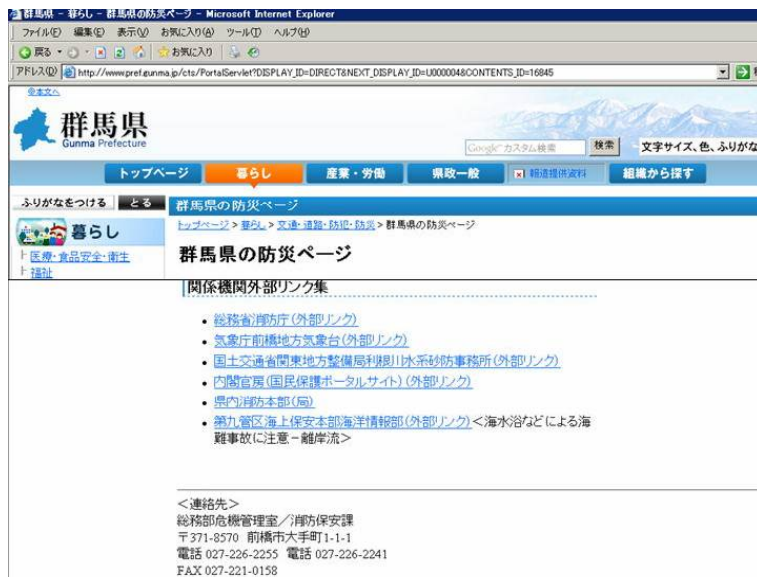 群馬県 - 暮らし - 群馬県の防災ページ - Microsoft Internet Explorer
ファイル(F) 編集(E) 表示(V) お気に入り(A) ツール(T) ヘルプ(H)
戻る お気に入り
アドレス(D) http://www.pref.gunma.jp/cts/PortalServlet?DISPLAY_ID=DIRECT&NEXT_DISPLAY_ID=U000004&CONTENTS_ID=16845
本文へ
群馬県
Gunma Prefecture
Google カスタム検索 検索 文字サイズ、色、ふりがな
トップページ 暮らし 産業・労働 県政一般 報道提供資料 組織から探す
ふりがなをつける とる 群馬県の防災ページ
トップページ > 暮らし > 交通・道路・防犯・防災 > 群馬県の防災ページ
暮らし
群馬県の防災ページ
医療・食品安全・衛生
福祉
関係機関外部リンク集
• 総務省消防庁(外部リンク)
• 気象庁前橋地方気象台(外部リンク)
• 国土交通省関東地方整備局利根川水系砂防事務所(外部リンク)
• 内閣官房(国民保護ポータルサイト)(外部リンク)
• 県内消防本部(局)
• 第九管区海上保安本部海洋情報部(外部リンク)<海水浴などによる海
難事故に注意-離岸流>
<連絡先>
総務部危機管理室/消防保安課
〒371-8570 前橋市大手町1-1-1
電話 027-226-2255 電話 027-226-2241
FAX 027-221-0158